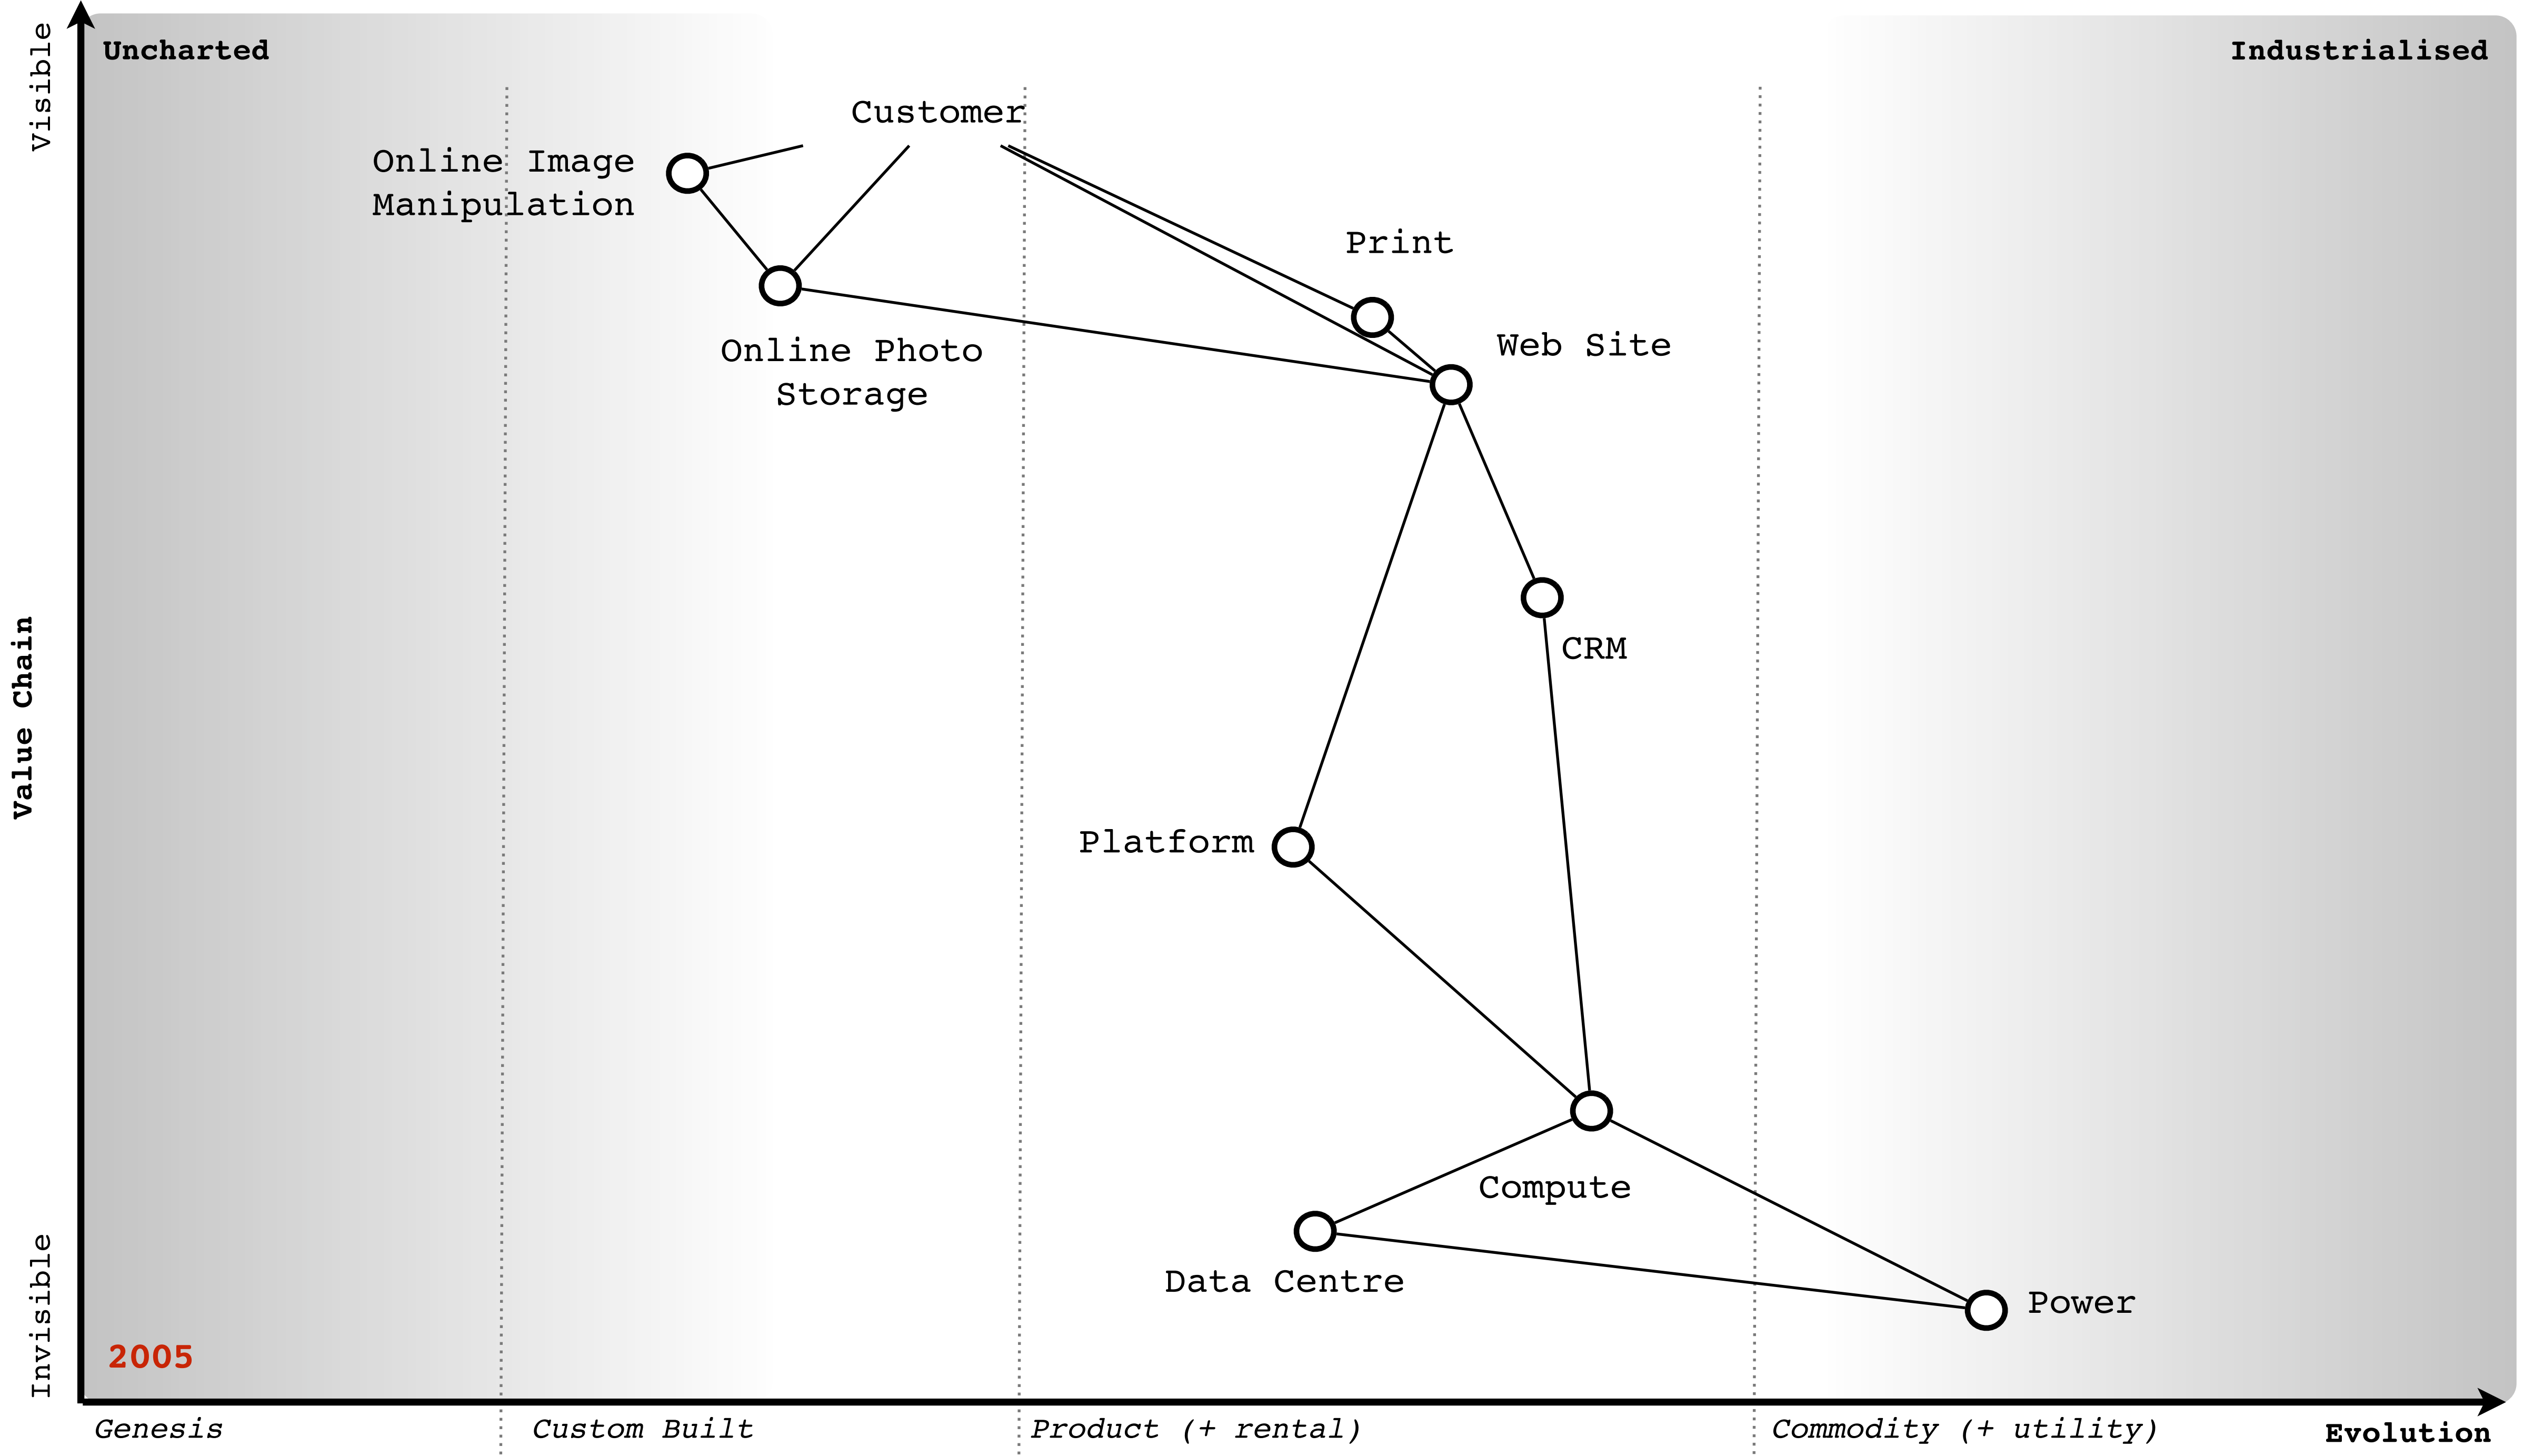 Visible
Uncharted
Industrialised
Customer
Online Image
Manipulation
Print
Web Site
Online Photo
Storage
Value Chain
CRM
Platform
Compute
Data Centre
Power
Invisible
2005
Genesis
Custom Built
Product (+ rental)
Commodity (+ utility)
Evolution